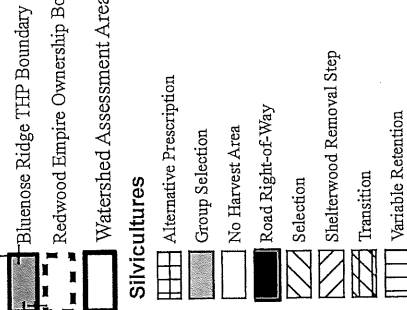 Bluenose Ridge THP Boundary
Redwood Empire Ownership
Watershed Assessment Area
Silvicultures
Alternative Prescription
Group Selection
No Harvest Area
Road Right-of-Way
Selection
Shelterwood Removal Step
Transition
Variable Retention